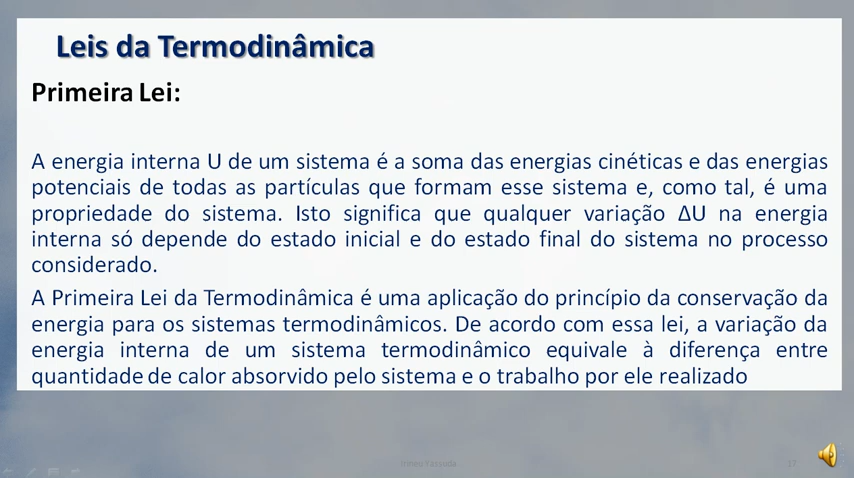 Leis da Termodinâmica
Primeira Lei:
A energia interna U de um sistema é a soma das energias cinéticas e das energias
potenciais de todas as partículas que formam esse sistema e, como tal, é uma
propriedade do sistema. Isto significa que qualquer variação ΔU na energia
interna só depende do estado inicial e do estado final do sistema no processo
considerado.
A Primeira Lei da Termodinâmica é uma aplicação do princípio da conservação da
energia para os sistemas termodinâmicos. De acordo com essa lei, a variação da
energia interna de um sistema termodinâmico equivale à diferença entre
quantidade de calor absorvido pelo sistema e o trabalho por ele realizado
17